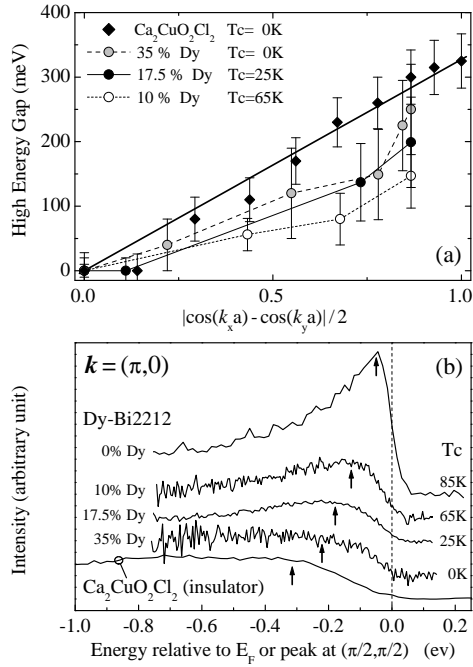 Ca₂CuO₂Cl₂ Tc= 0K
35 % Dy Tc= 0K
17.5 % Dy Tc=25K
10 % Dy Tc=65K
400
300
200
100
0
High Energy Gap (meV)
(a)
0.0 0.5 1.0
|cos(kₓa)-cos(k_ya)|/2
k=(π,0)
(b)
Dy-Bi2212
Tc
0% Dy
85K
10% Dy
65K
17.5% Dy
25K
35% Dy
0K
Ca₂CuO₂Cl₂ (insulator)
Intensity (arbitrary unit)
-1.0 -0.8 -0.6 -0.4 -0.2 0.0 0.2
Energy relative to E_F or peak at (π/2,π/2) (ev)